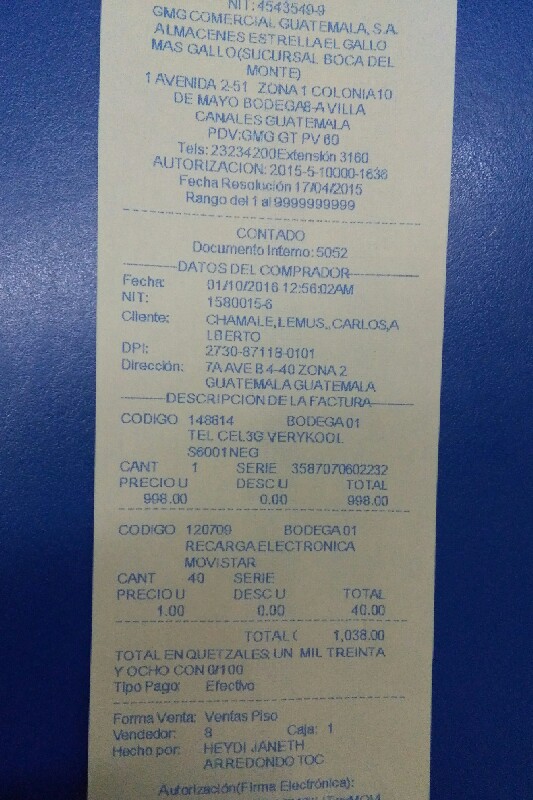 NIT: 4543549-9
GMG COMERCIAL GUATEMALA, S.A.
ALMACENES ESTRELLA EL GALLO
MAS GALLO(SUCURSAL BOCA DEL
MONTE)
1 AVENIDA 2-51 ZONA 1 COLONIA 10
DE MAYO BODEGA8-A VILLA
CANALES GUATEMALA
PDV:GMG GT PV 60
Tels: 23234200Extensión 3160
AUTORIZACION: 2015-5-10000-1636
Fecha Resolución 17/04/2015
Rango del 1 al 9999999999
CONTADO
Documento Interno: 5052
DATOS DEL COMPRADOR
Fecha: 01/10/2016 12:56:02AM
NIT: 1580015-6
Cliente: CHAMALE,LEMUS,,CARLOS,A
LBERTO
DPI: 2730-87118-0101
Dirección: 7A AVE B 4-40 ZONA 2
GUATEMALA GUATEMALA
DESCRIPCION DE LA FACTURA
CODIGO 148614 BODEGA 01
TEL CEL3G VERYKOOL
S6001NEG
CANT 1 SERIE 3587070602232
PRECIO U DESC U TOTAL
998.00 0.00 998.00
CODIGO 120709 BODEGA 01
RECARGA ELECTRONICA
MOVISTAR
CANT 40 SERIE
PRECIO U DESC U TOTAL
1.00 0.00 40.00
TOTAL ( 1,038.00
TOTAL EN QUETZALES; UN MIL TREINTA
Y OCHO CON 0/100
Tipo Pago: Efectivo
Forma Venta: Ventas Piso
Vendedor: 8 Caja: 1
Hecho por: HEYDI JANETH
ARREDONDO TOC
Autorización(Firma Electrónica):